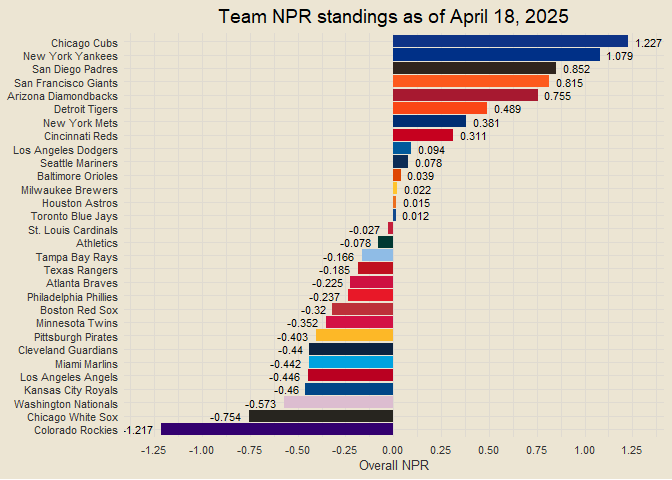 Team NPR standings as of April 18, 2025
Chicago Cubs 1.227
New York Yankees 1.079
San Diego Padres 0.852
San Francisco Giants 0.815
Arizona Diamondbacks 0.755
Detroit Tigers 0.489
New York Mets 0.381
Cincinnati Reds 0.311
Los Angeles Dodgers 0.094
Seattle Mariners 0.078
Baltimore Orioles 0.039
Milwaukee Brewers 0.022
Houston Astros 0.015
Toronto Blue Jays 0.012
St. Louis Cardinals -0.027
Athletics -0.078
Tampa Bay Rays -0.166
Texas Rangers -0.185
Atlanta Braves -0.225
Philadelphia Phillies -0.237
Boston Red Sox -0.32
Minnesota Twins -0.352
Pittsburgh Pirates -0.403
Cleveland Guardians -0.44
Miami Marlins -0.442
Los Angeles Angels -0.446
Kansas City Royals -0.46
Washington Nationals -0.573
Chicago White Sox -0.754
Colorado Rockies -1.217
-1.25 -1.00 -0.75 -0.50 -0.25 0.00 0.25 0.50 0.75 1.00 1.25
Overall NPR